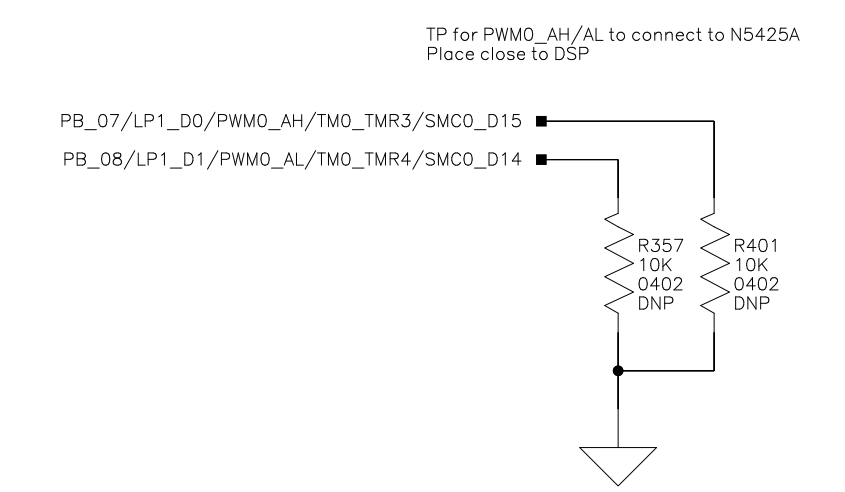 TP for PWM0_AH/AL to connect to N5425A
Place close to DSP
PB_07/LP1_D0/PWM0_AH/TM0_TMR3/SMC0_D15
PB_08/LP1_D1/PWM0_AL/TM0_TMR4/SMC0_D14
R357
10K
0402
DNP
R401
10K
0402
DNP